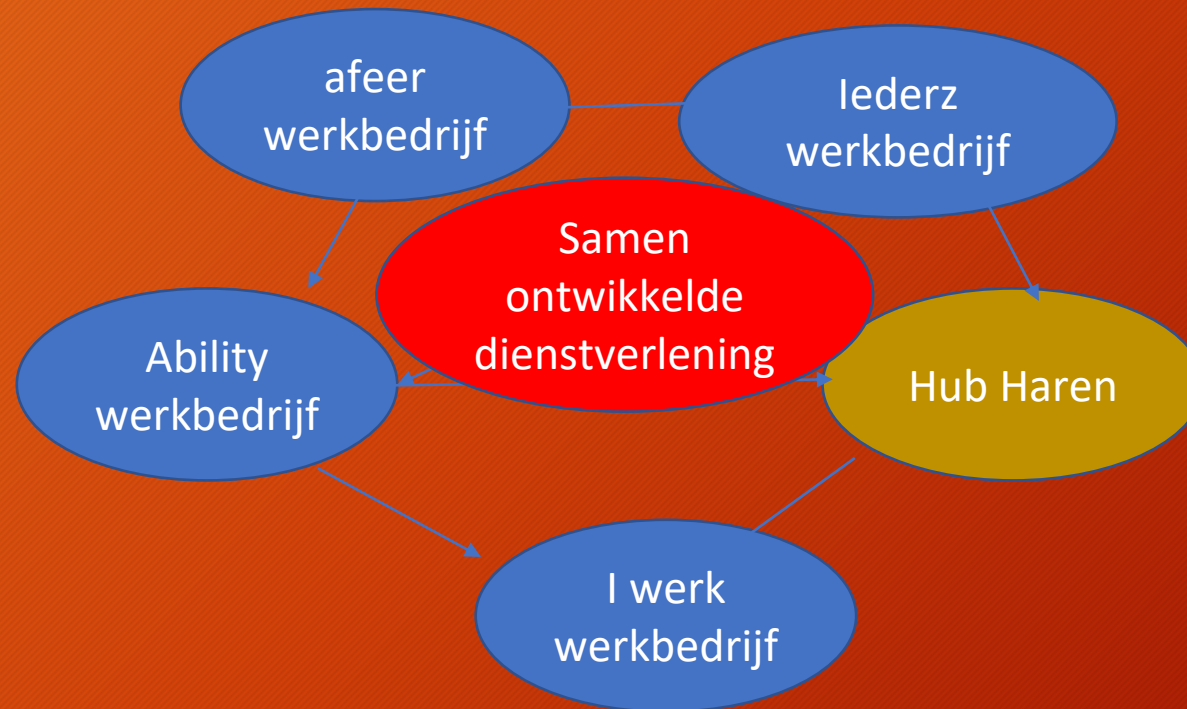 afeer
werkbedrijf
Iederz
werkbedrijf
Samen
ontwikkelde
dienstverlening
Ability
werkbedrijf
Hub Haren
I werk
werkbedrijf